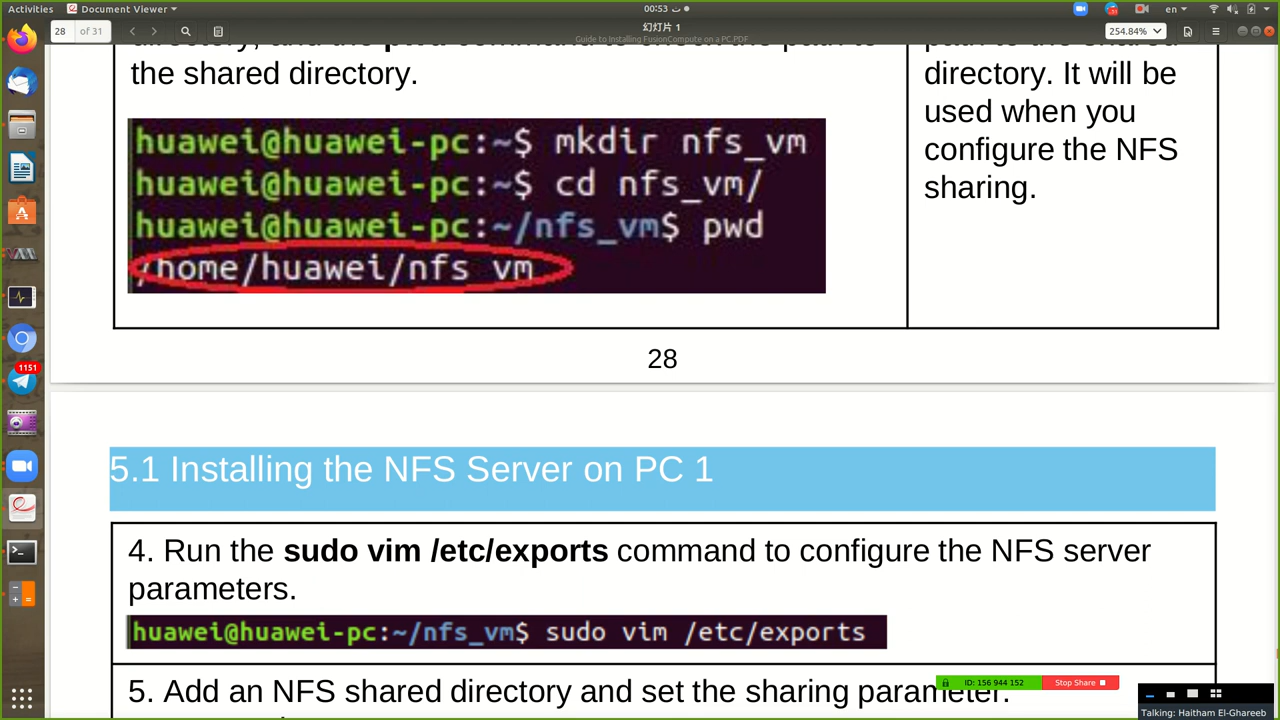 Activities
Document Viewer
00:53 ث
en
28
of 31
幻灯片 1
Guide to Installing FusionCompute on a PC.PDF
254.84%
the shared directory.
huawei@huawei-pc:~$ mkdir nfs_vm
huawei@huawei-pc:~$ cd nfs_vm/
huawei@huawei-pc:~/nfs_vm$ pwd
/home/huawei/nfs_vm
directory. It will be
used when you
configure the NFS
sharing.
28
5.1 Installing the NFS Server on PC 1
4. Run the sudo vim /etc/exports command to configure the NFS server
parameters.
huawei@huawei-pc:~/nfs_vm$ sudo vim /etc/exports
5. Add an NFS shared directory and set the sharing parameter.
1151
ID: 156 944 152
Stop Share
Talking: Haitham El-Ghareeb